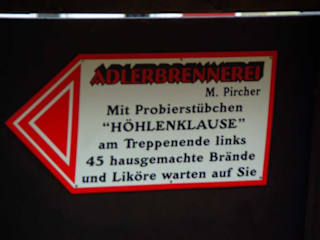 ADLERBRENNEREI
M. Pircher
Mit Probierstübchen
"HÖHLENKLAUSE"
am Treppenende links
45 hausgemachte Brände
und Liköre warten auf Sie